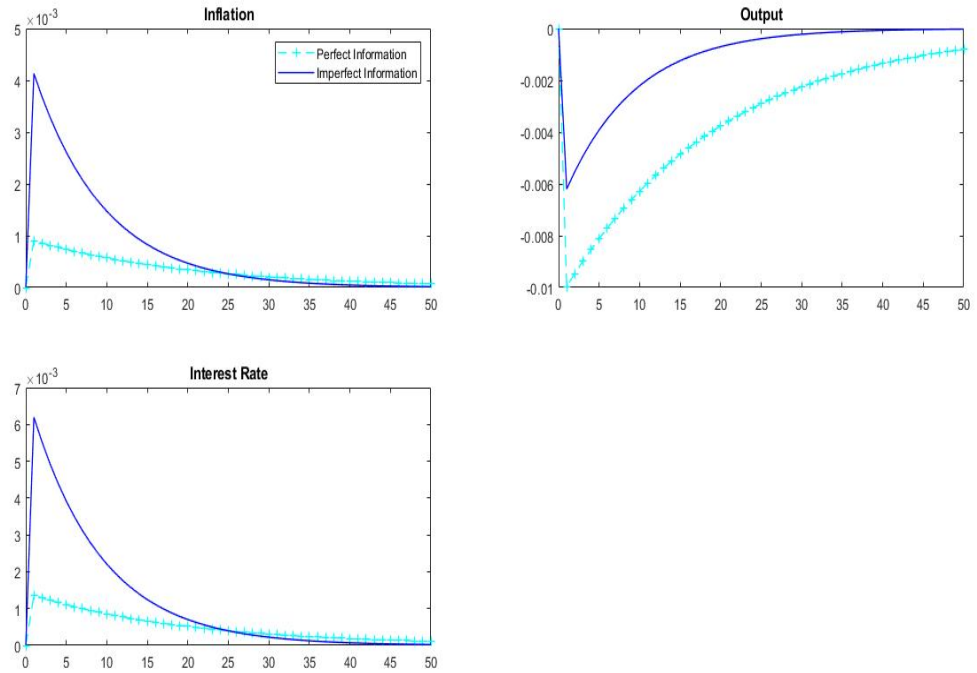 Inflation
×10-3
5
4
3
2
1
0
0 5 10 15 20 25 30 35 40 45 50
Perfect Information
Imperfect Information
Output
0
-0.002
-0.004
-0.006
-0.008
-0.01
0 5 10 15 20 25 30 35 40 45 50
Interest Rate
×10-3
7
6
5
4
3
2
1
0
0 5 10 15 20 25 30 35 40 45 50